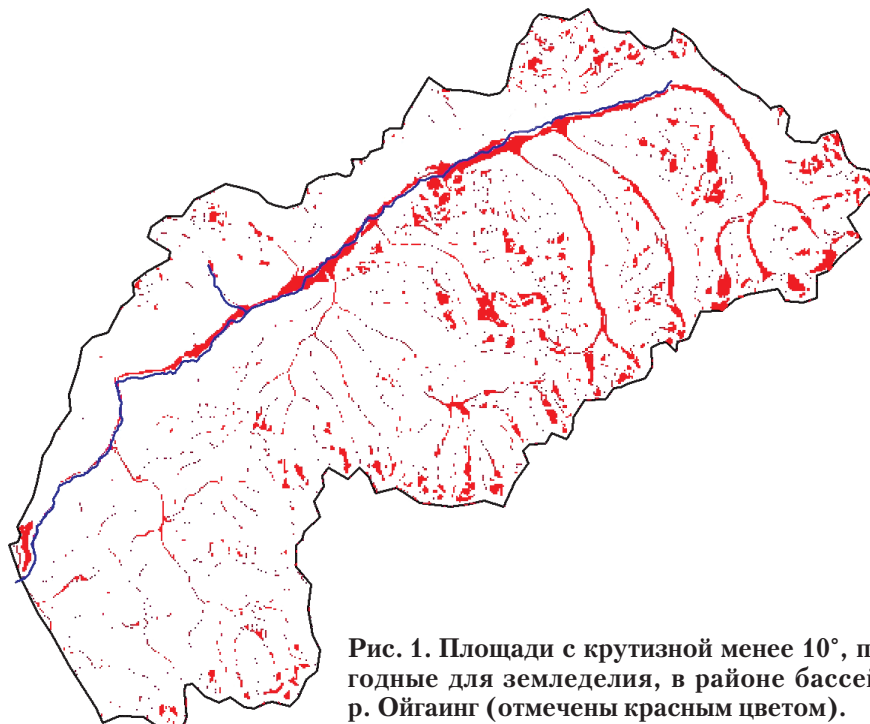 Рис. 1. Площади с крутизной менее 10°, п
годные для земледелия, в районе бассей
р. Ойгаинг (отмечены красным цветом).